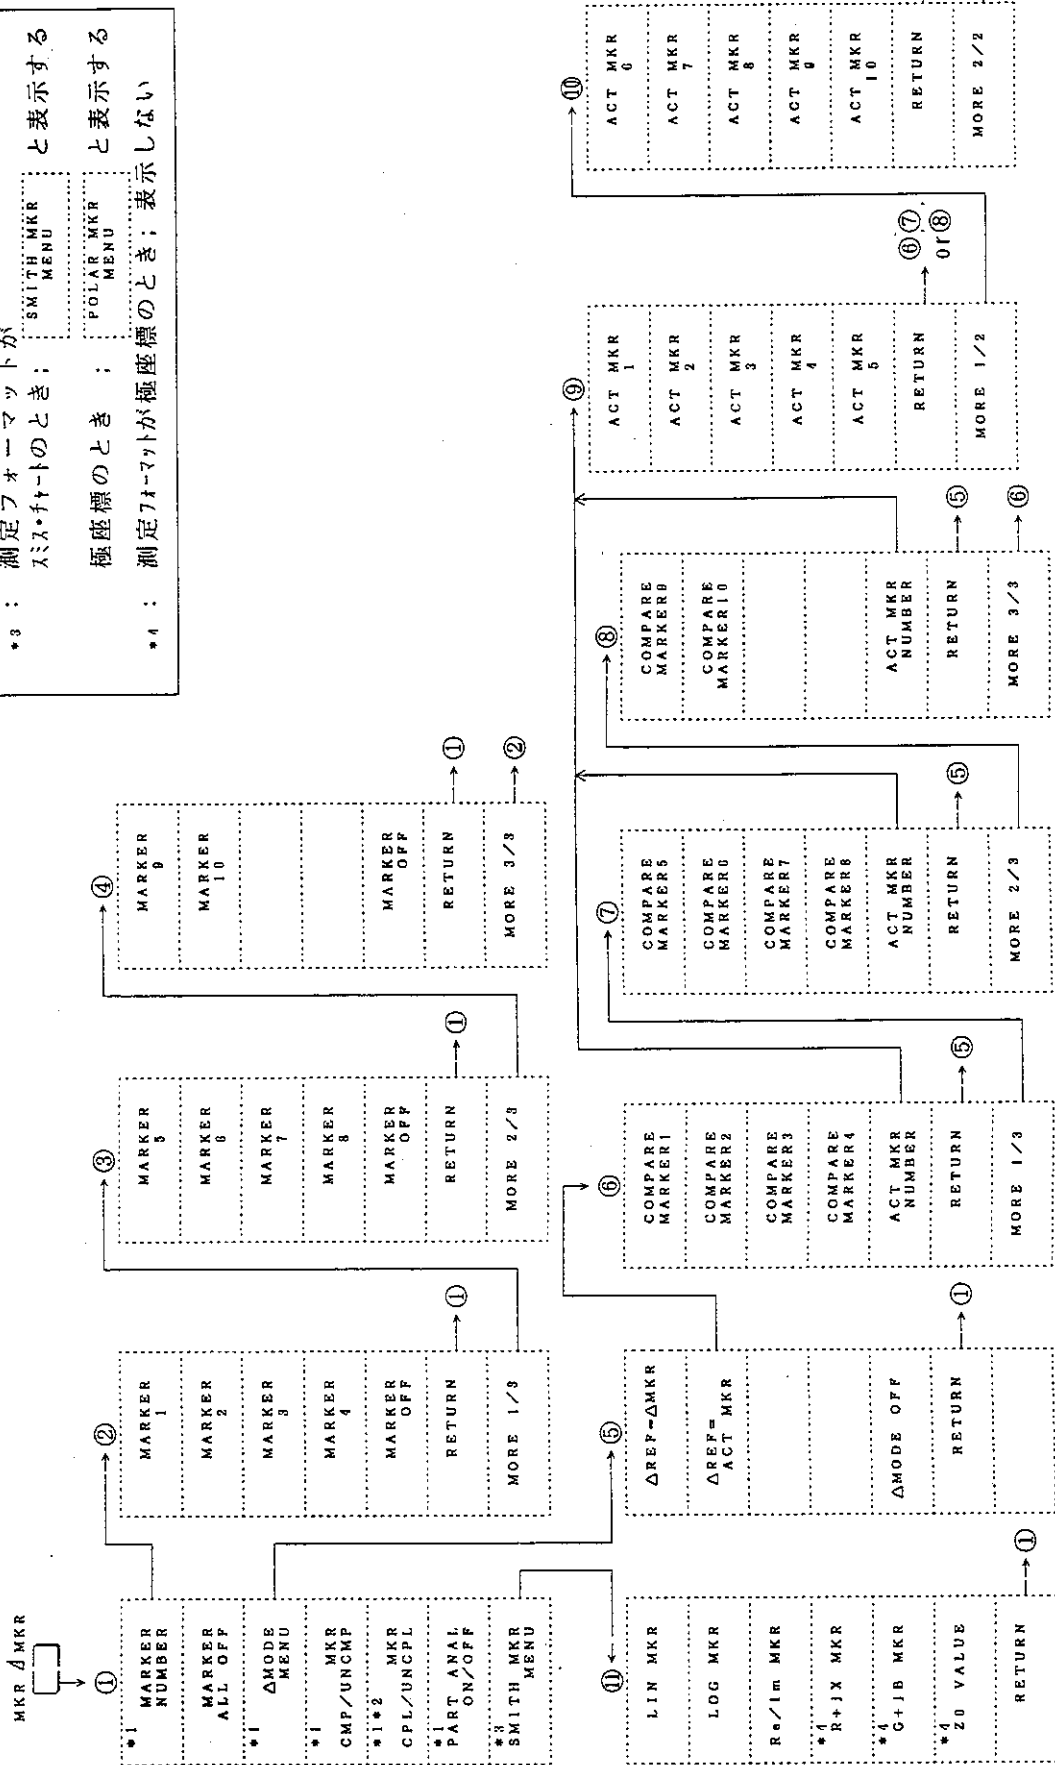 MKR ⊿MKR
①
*1 MARKER
NUMBER
MARKER
ALL OFF
*1 ΔMODE
MENU
*1 MKR
CMP/UNCMP
*1*2 MKR
CPL/UNCPL
*1
PART ANAL
ON/OFF
*3
SMITH MKR
MENU
②
MARKER
1
MARKER
2
MARKER
3
MARKER
4
MARKER
OFF
RETURN
①
MORE 1/3
③
MARKER
5
MARKER
6
MARKER
7
MARKER
8
MARKER
OFF
RETURN
①
MORE 2/3
④
MARKER
9
MARKER
10
MARKER
OFF
RETURN
①
MORE 3/3
②
*3 : 測定フォーマットが
スミス・チャートのとき; SMITH MKR
MENU と表示する
極座標のとき ; POLAR MKR
MENU と表示する
*4 : 測定フォーマットが極座標のとき; 表示しない
⑪
LIN MKR
LOG MKR
Re/Im MKR
*4
R+jX MKR
*4
G+jB MKR
*4
Z0 VALUE
RETURN
①
⑤
ΔREF=ΔMKR
ΔREF=
ACT MKR
ΔMODE OFF
RETURN
①
⑥
COMPARE
MARKER1
COMPARE
MARKER2
COMPARE
MARKER3
COMPARE
MARKER4
ACT MKR
NUMBER
RETURN
⑤
MORE 1/3
⑦
COMPARE
MARKER5
COMPARE
MARKER6
COMPARE
MARKER7
COMPARE
MARKER8
ACT MKR
NUMBER
RETURN
⑤
MORE 2/3
⑧
COMPARE
MARKER9
COMPARE
MARKER10
ACT MKR
NUMBER
RETURN
⑤
MORE 3/3
⑥
⑨
ACT MKR
1
ACT MKR
2
ACT MKR
3
ACT MKR
4
ACT MKR
5
RETURN
⑥⑦,
or⑧
MORE 1/2
⑩
ACT MKR
6
ACT MKR
7
ACT MKR
8
ACT MKR
9
ACT MKR
10
RETURN
MORE 2/2